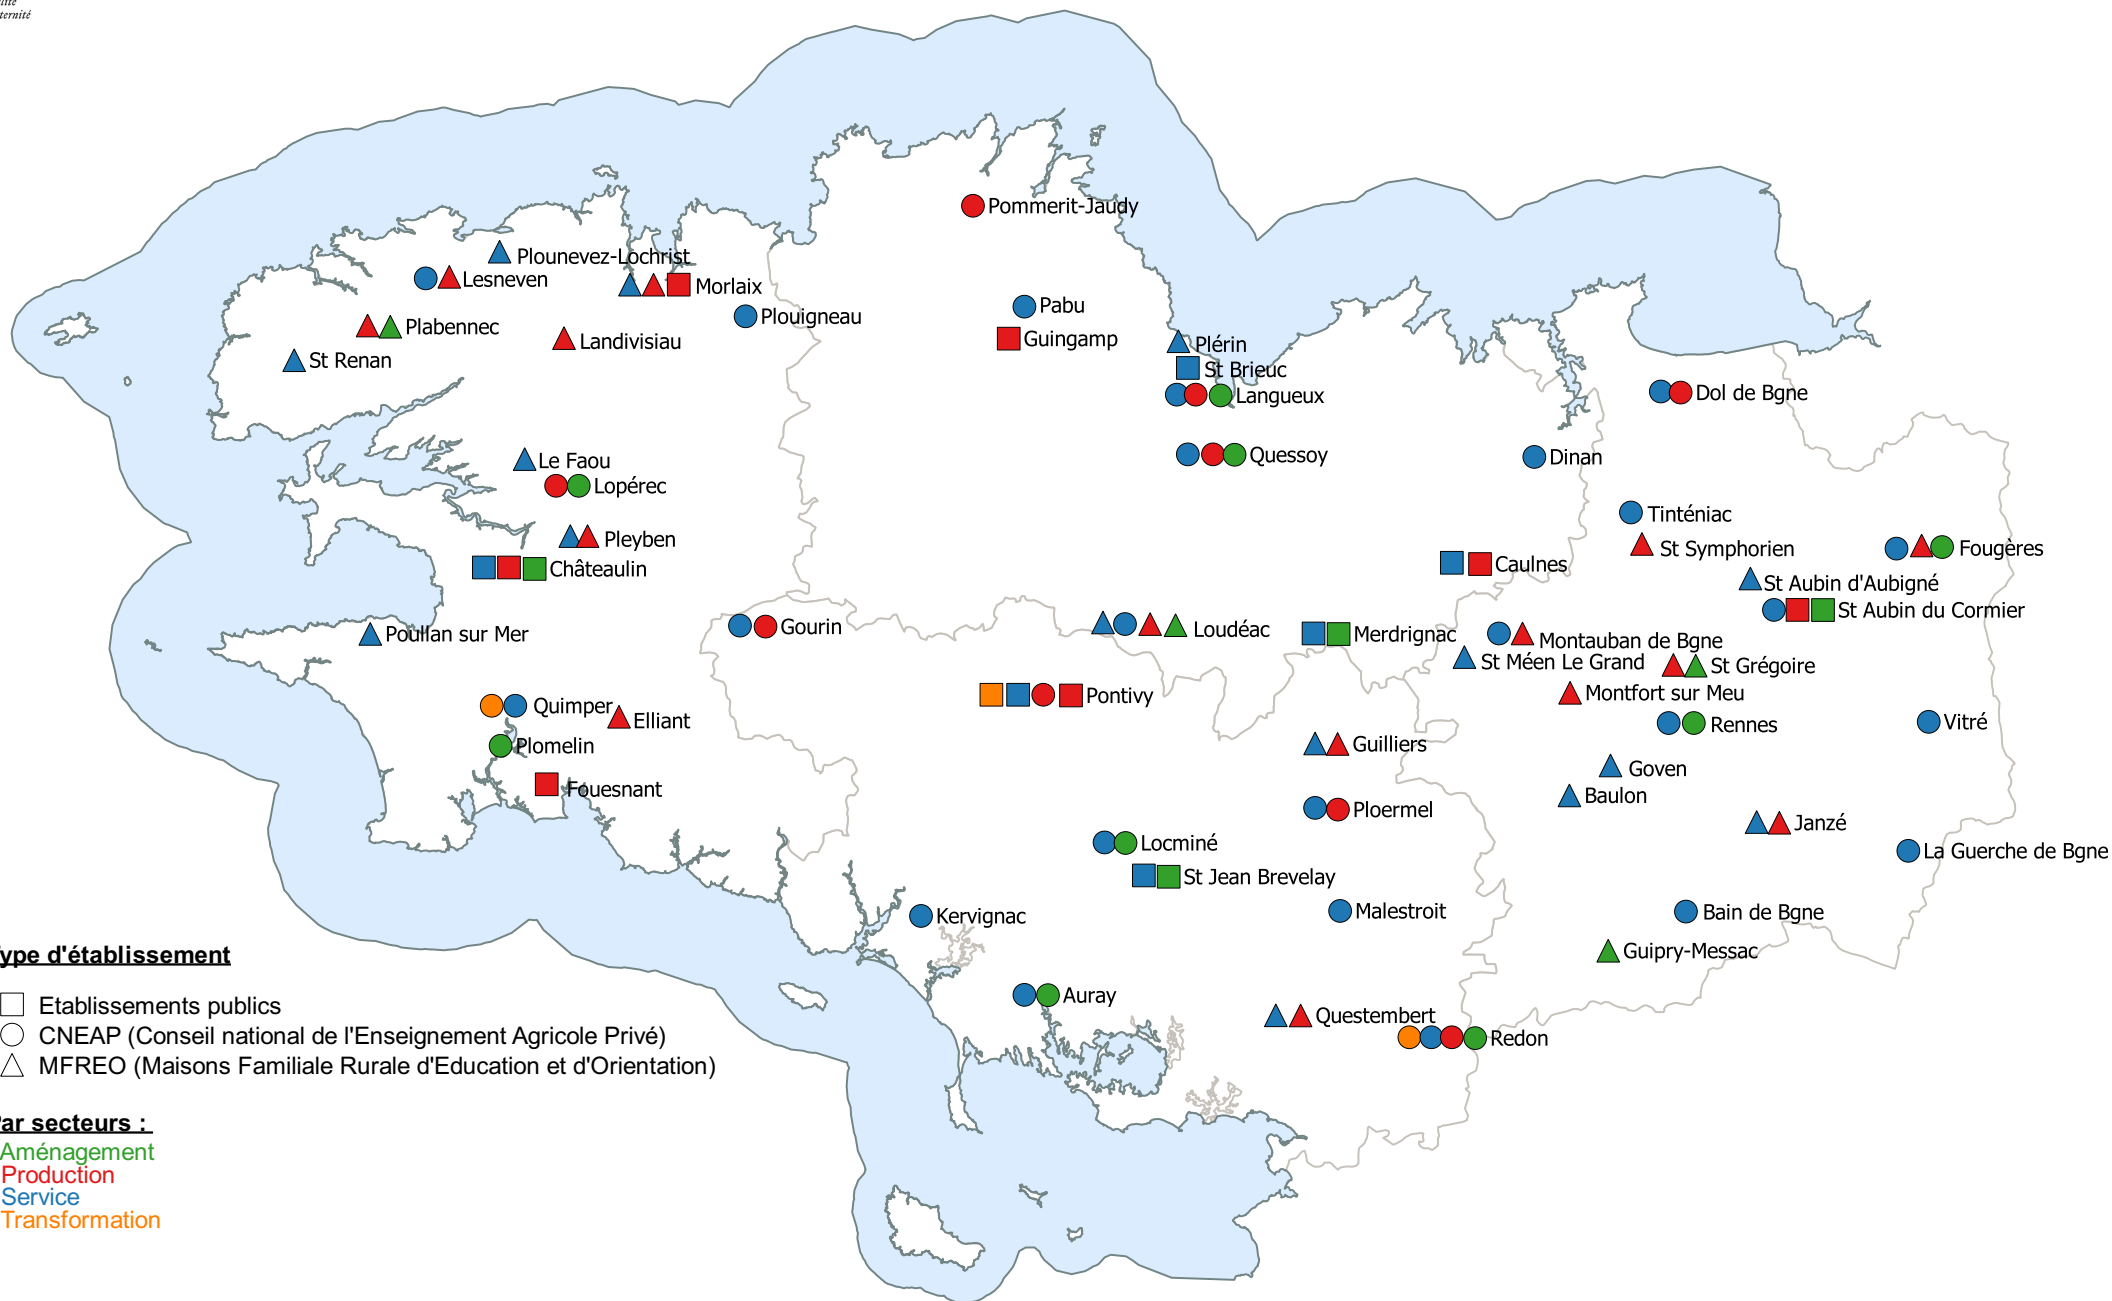 ternité
Pommerit-Jaudy
Plounevez-Lochrist
Lesneven
Morlaix
Pabu
Plouigneau
Plabennec
Guingamp
Landivisiau
Plérin
St Renan
St Brieuc
Dol de Bgne
Langueux
Quessoy
Dinan
Le Faou
Lopérec
Tinténiac
Pleyben
St Symphorien
Fougères
Caulnes
Châteaulin
St Aubin d'Aubigné
St Aubin du Cormier
Gourin
Loudéac
Poullan sur Mer
Merdrignac
Montauban de Bgne
St Méen Le Grand
St Grégoire
Montfort sur Meu
Pontivy
Quimper
Elliant
Vitré
Rennes
Plomelin
Guilliers
Goven
Fouesnant
Baulon
Ploermel
Janzé
Locminé
La Guerche de Bgne
St Jean Brevelay
Malestroit
Bain de Bgne
Kervignac
Guipry-Messac
Auray
Questembert
Redon
ype d'établissement
Etablissements publics
CNEAP (Conseil national de l'Enseignement Agricole Privé)
MFREO (Maisons Familiale Rurale d'Education et d'Orientation)
ar secteurs :
Aménagement
Production
Service
Transformation